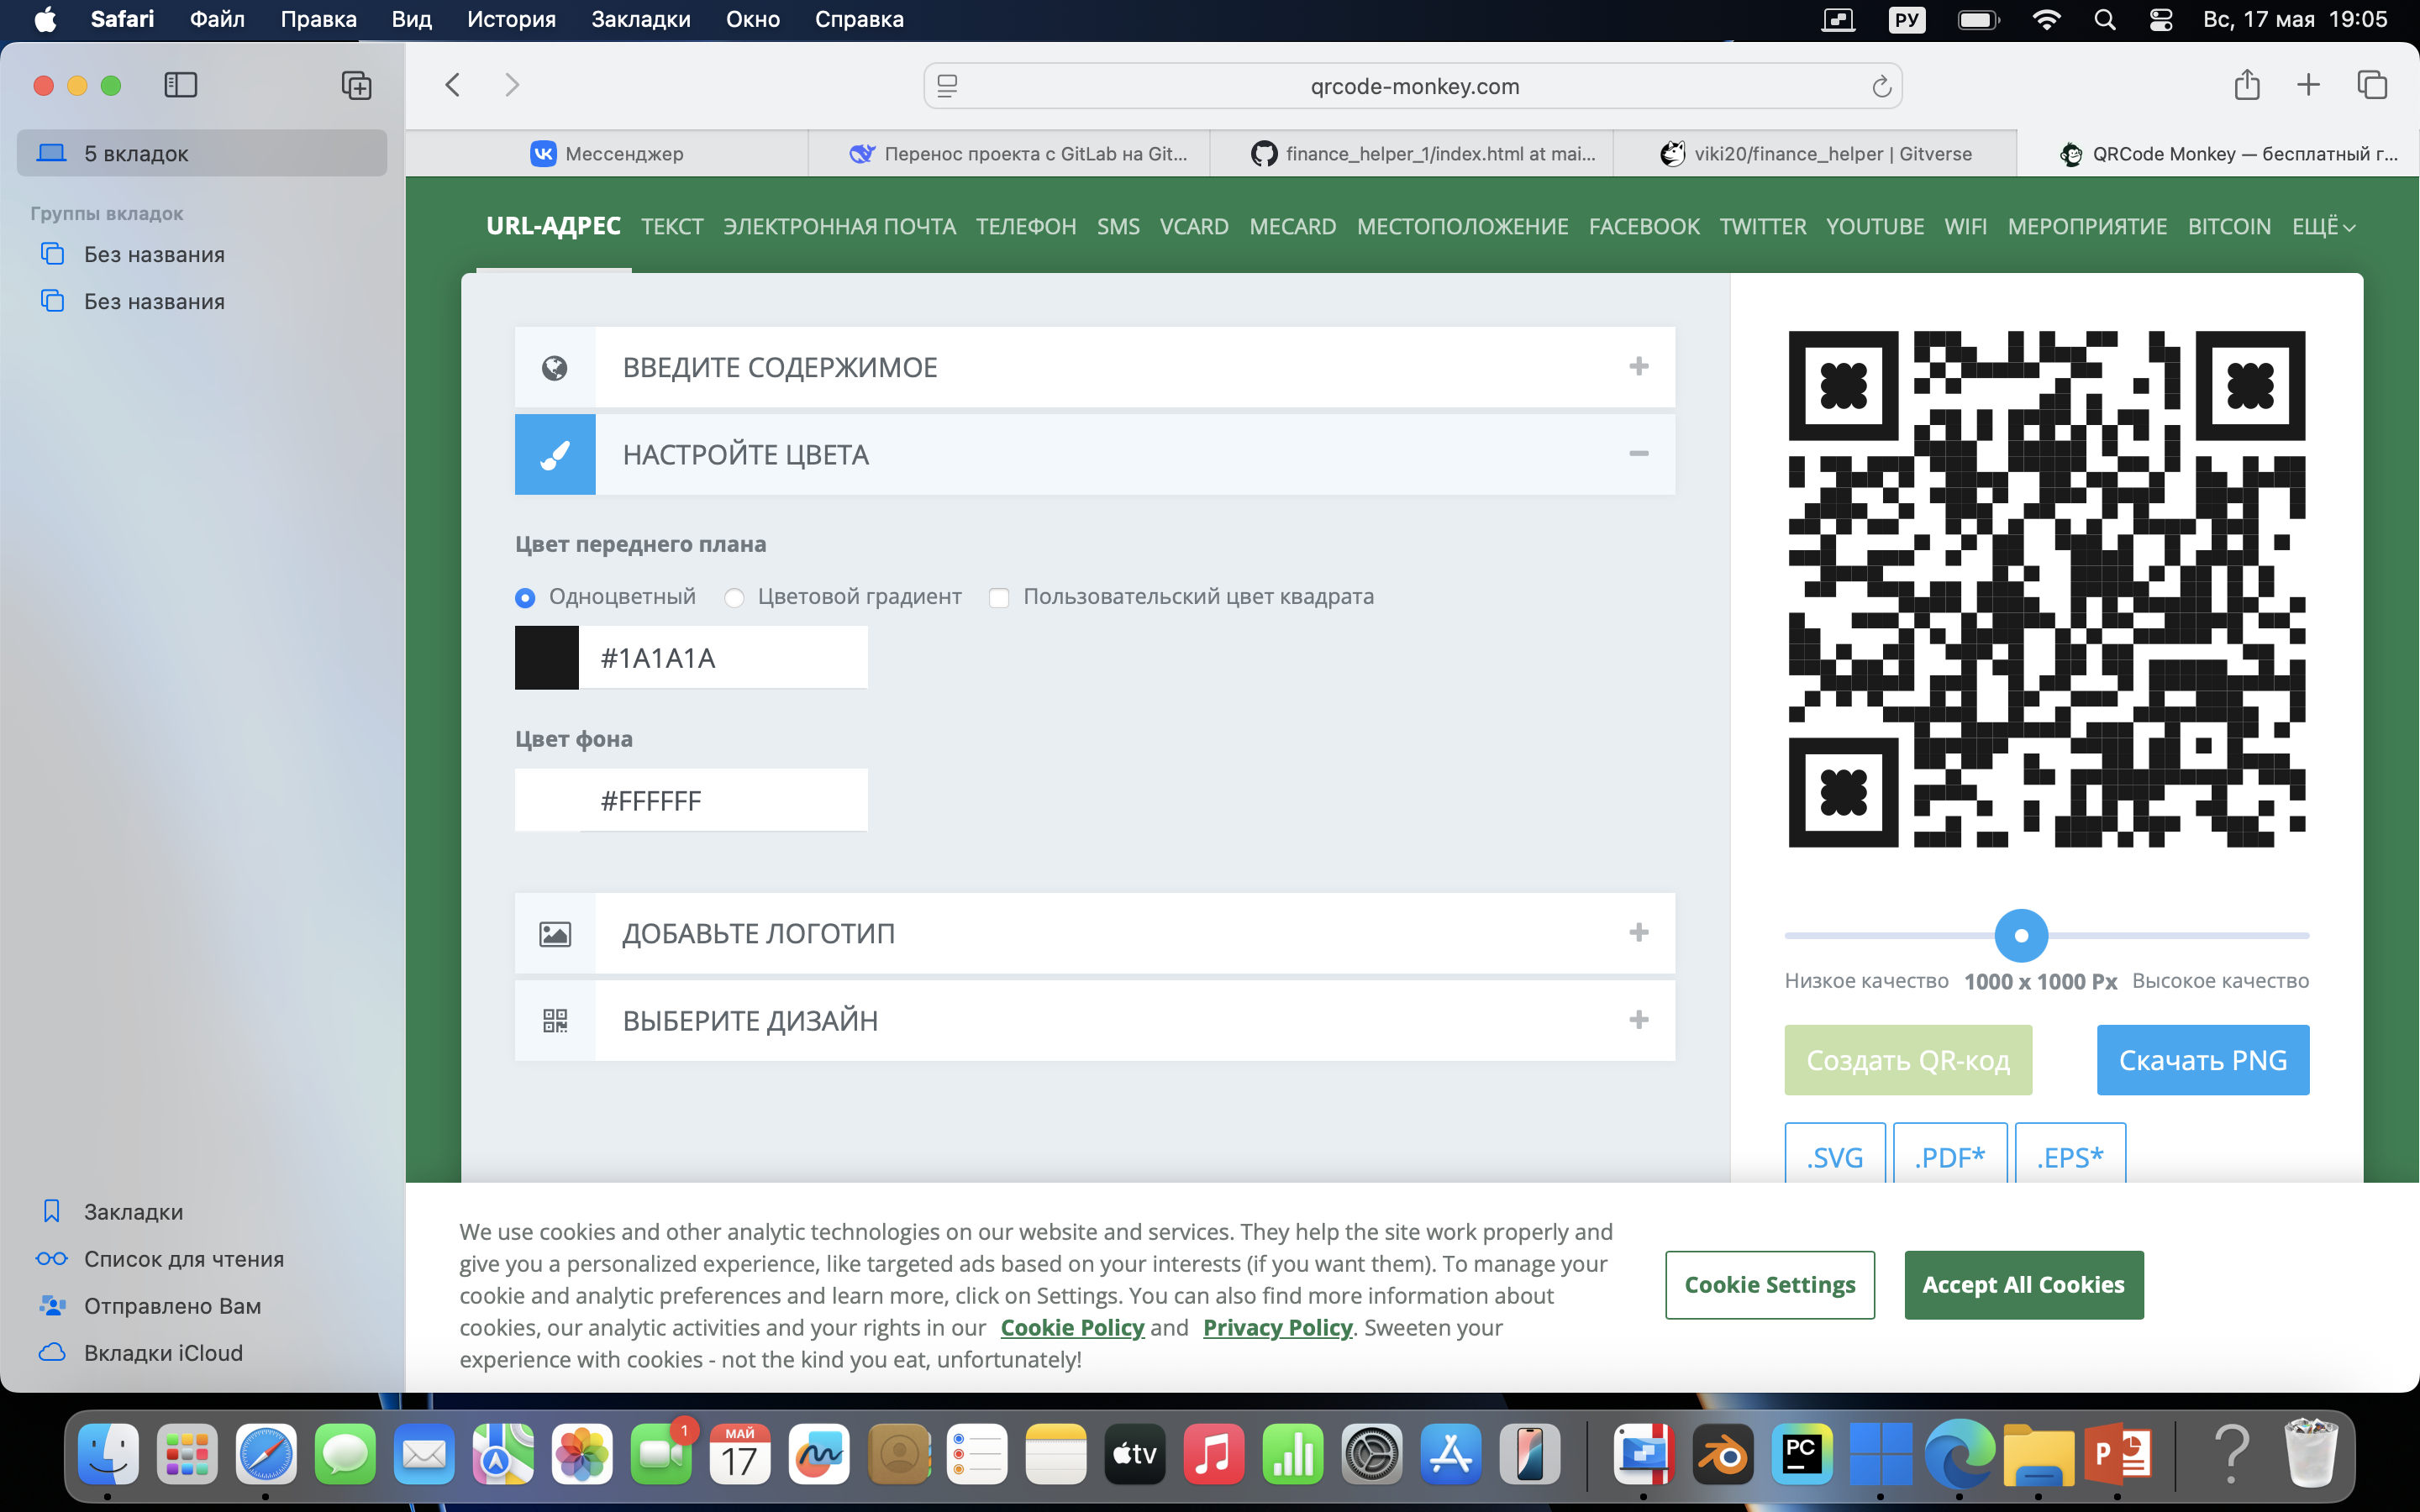 Safari Файл Правка Вид История Закладки Окно Справка РУ Вс, 17 мая 19:05
qrcode-monkey.com
5 вкладок
Группы вкладок
Без названия
Без названия
Закладки
Список для чтения
Отправлено Вам
Вкладки iCloud
Мессенджер Перенос проекта с GitLab на Git... finance_helper_1/index.html at mai... viki20/finance_helper | Gitverse QRCode Monkey — бесплатный г...
URL-АДРЕС ТЕКСТ ЭЛЕКТРОННАЯ ПОЧТА ТЕЛЕФОН SMS VCARD MECARD МЕСТОПОЛОЖЕНИЕ FACEBOOK TWITTER YOUTUBE WIFI МЕРОПРИЯТИЕ BITCOIN ЕЩЁ
ВВЕДИТЕ СОДЕРЖИМОЕ
НАСТРОЙТЕ ЦВЕТА
Цвет переднего плана
Одноцветный Цветовой градиент Пользовательский цвет квадрата
#1A1A1A
Цвет фона
#FFFFFF
ДОБАВЬТЕ ЛОГОТИП
ВЫБЕРИТЕ ДИЗАЙН
Низкое качество 1000 x 1000 Px Высокое качество
Создать QR-код Скачать PNG
.SVG .PDF* .EPS*
We use cookies and other analytic technologies on our website and services. They help the site work properly and
give you a personalized experience, like targeted ads based on your interests (if you want them). To manage your
cookie and analytic preferences and learn more, click on Settings. You can also find more information about
cookies, our analytic activities and your rights in our Cookie Policy and Privacy Policy. Sweeten your
experience with cookies - not the kind you eat, unfortunately!
Cookie Settings Accept All Cookies
1
МАЙ
17
tv
PC
P
?